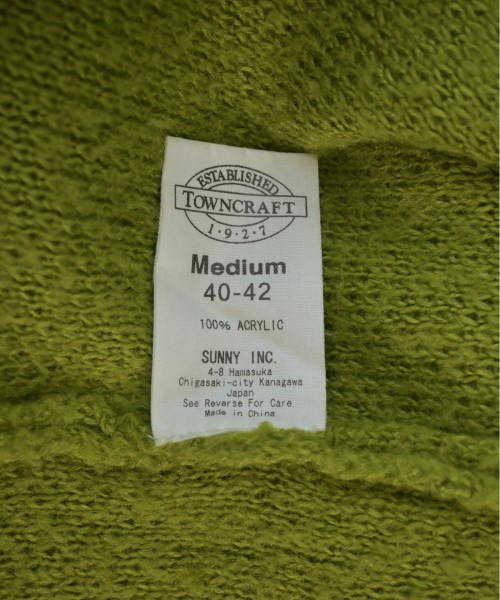 ESTABLISHED
TOWNCRAFT
1·9·2·7
Medium
40-42
100% ACRYLIC
SUNNY INC.
4-8 Hamasuka
Chigasaki-city Kanagawa
Japan
See Reverse For Care
Made in China